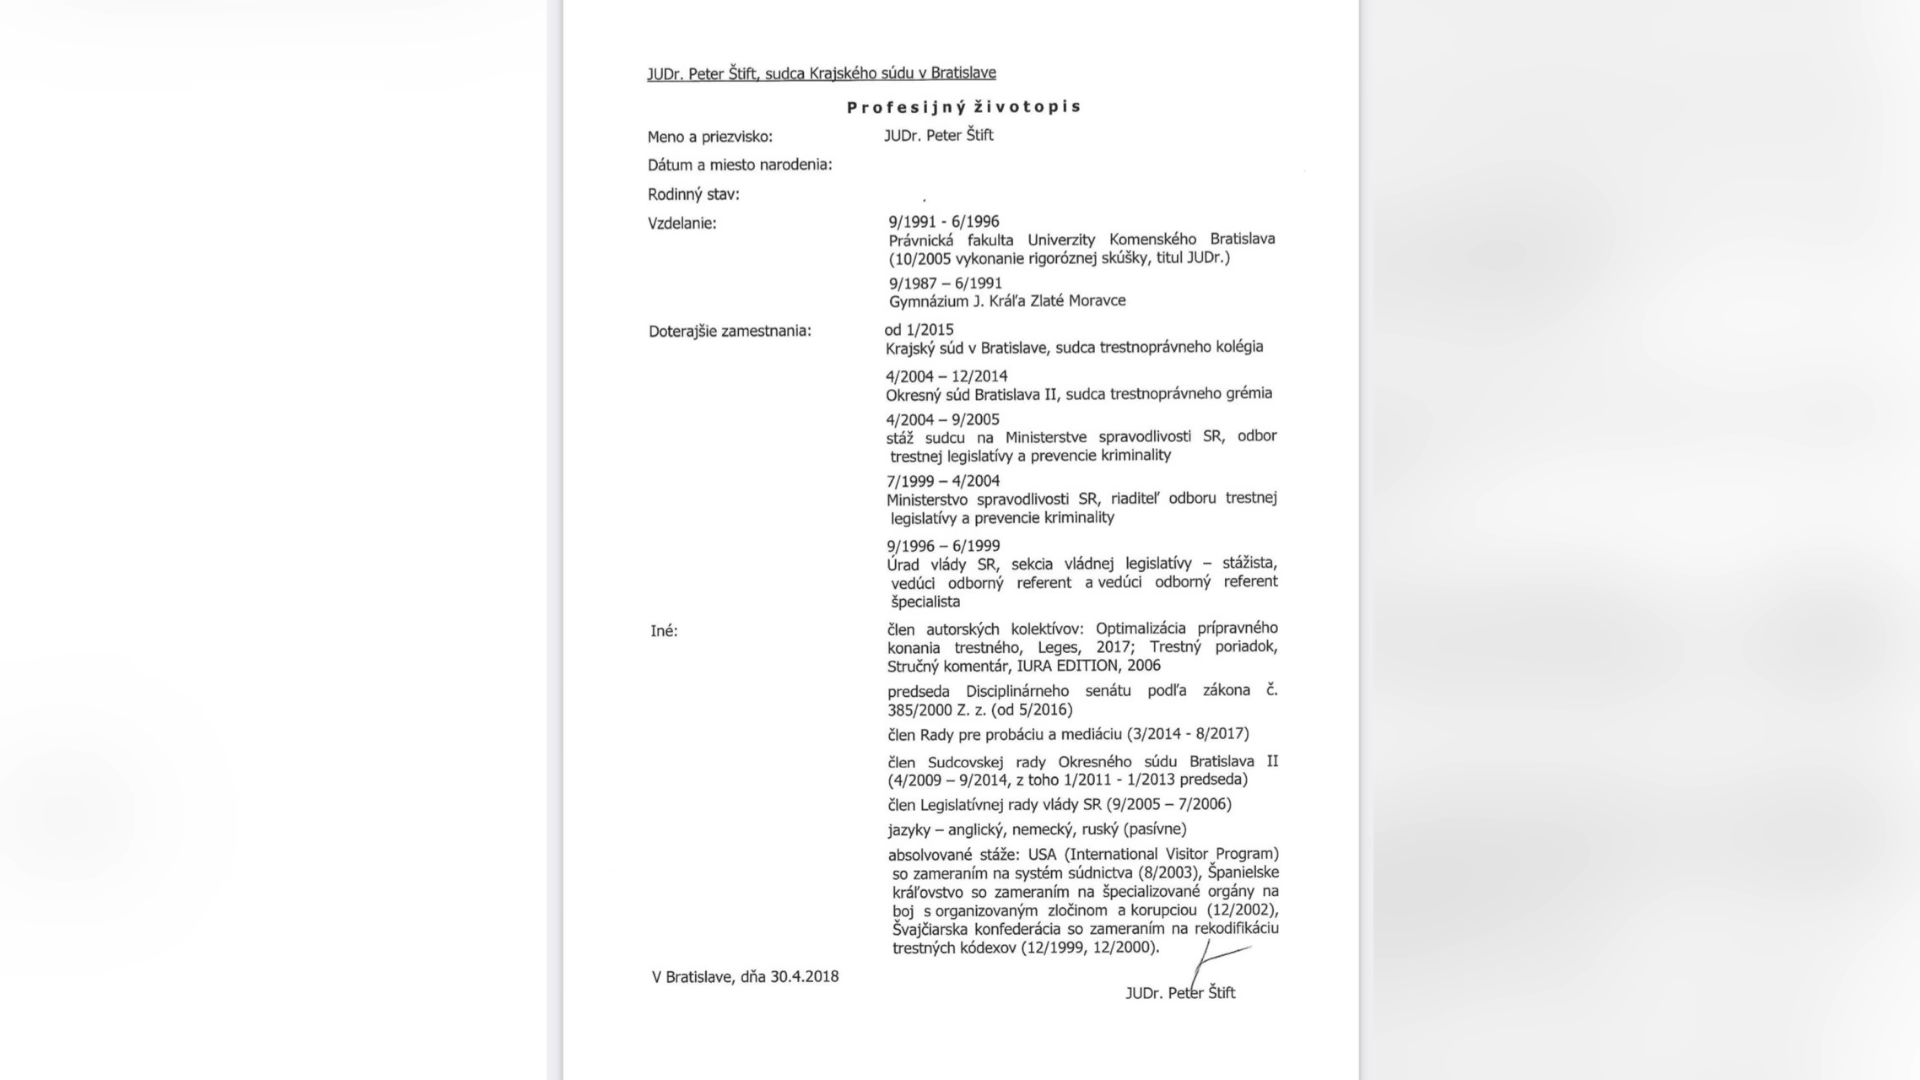 JUDr. Peter Štift, sudca Krajského súdu v Bratislave
Profesijný životopis
Meno a priezvisko: JUDr. Peter Štift
Dátum a miesto narodenia:
Rodinný stav:
Vzdelanie: 9/1991 - 6/1996
Právnická fakulta Univerzity Komenského Bratislava
(10/2005 vykonanie rigoróznej skúšky, titul JUDr.)
9/1987 – 6/1991
Gymnázium J. Kráľa Zlaté Moravce
Doterajšie zamestnania: od 1/2015
Krajský súd v Bratislave, sudca trestnoprávneho kolégia
4/2004 – 12/2014
Okresný súd Bratislava II, sudca trestnoprávneho grémia
4/2004 – 9/2005
stáž sudcu na Ministerstve spravodlivosti SR, odbor
trestnej legislatívy a prevencie kriminality
7/1999 – 4/2004
Ministerstvo spravodlivosti SR, riaditeľ odboru trestnej
legislatívy a prevencie kriminality
9/1996 – 6/1999
Úrad vlády SR, sekcia vládnej legislatívy – stážista,
vedúci odborný referent a vedúci odborný referent
špecialista
Iné: člen autorských kolektívov: Optimalizácia prípravného
konania trestného, Leges, 2017; Trestný poriadok,
Stručný komentár, IURA EDITION, 2006
predseda Disciplinárneho senátu podľa zákona č.
385/2000 Z. z. (od 5/2016)
člen Rady pre probáciu a mediáciu (3/2014 - 8/2017)
člen Sudcovskej rady Okresného súdu Bratislava II
(4/2009 – 9/2014, z toho 1/2011 - 1/2013 predseda)
člen Legislatívnej rady vlády SR (9/2005 – 7/2006)
jazyky – anglický, nemecký, ruský (pasívne)
absolvované stáže: USA (International Visitor Program)
so zameraním na systém súdnictva (8/2003), Španielske
kráľovstvo so zameraním na špecializované orgány na
boj s organizovaným zločinom a korupciou (12/2002),
Švajčiarska konfederácia so zameraním na rekodifikáciu
trestných kódexov (12/1999, 12/2000).
V Bratislave, dňa 30.4.2018
JUDr. Peter Štift